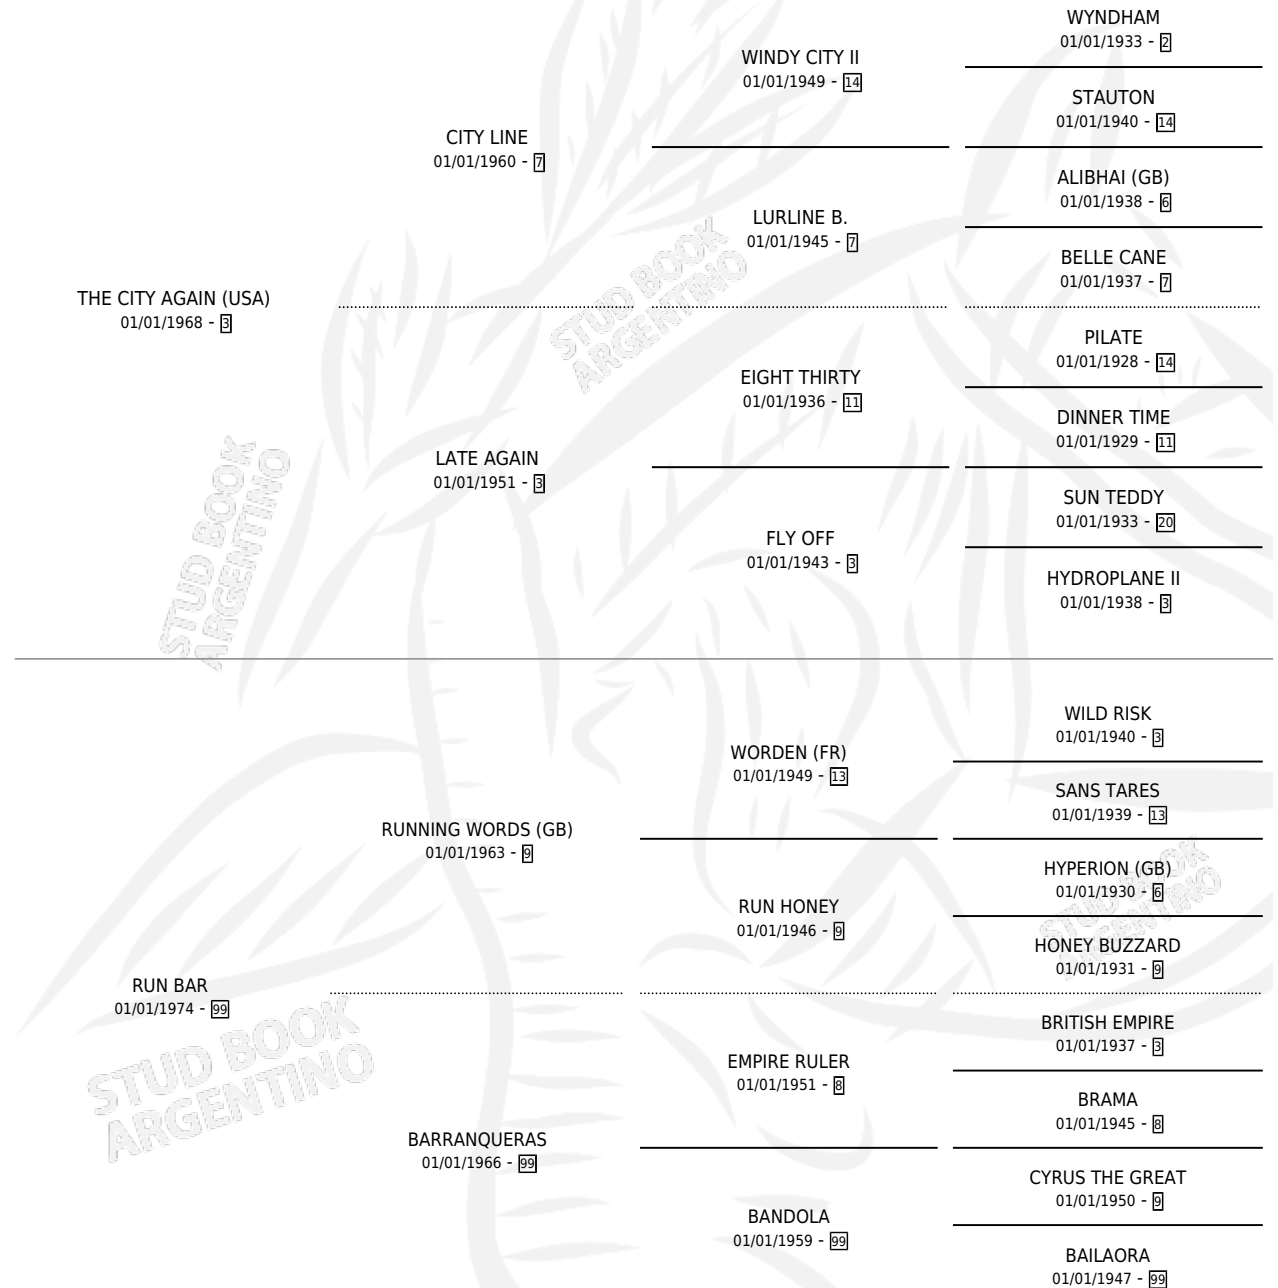 WYNDHAM
01/01/1933 - 2
WINDY CITY II
01/01/1949 - 14
STAUTON
01/01/1940 - 14
CITY LINE
01/01/1960 - 7
ALIBHAI (GB)
01/01/1938 - 6
LURLINE B.
01/01/1945 - 7
BELLE CANE
01/01/1937 - 7
THE CITY AGAIN (USA)
01/01/1968 - 3
PILATE
01/01/1928 - 14
EIGHT THIRTY
01/01/1936 - 11
DINNER TIME
01/01/1929 - 11
LATE AGAIN
01/01/1951 - 3
SUN TEDDY
01/01/1933 - 20
FLY OFF
01/01/1943 - 3
HYDROPLANE II
01/01/1938 - 3
WILD RISK
01/01/1940 - 3
WORDEN (FR)
01/01/1949 - 13
SANS TARES
01/01/1939 - 13
RUNNING WORDS (GB)
01/01/1963 - 9
HYPERION (GB)
01/01/1930 - 6
RUN HONEY
01/01/1946 - 9
HONEY BUZZARD
01/01/1931 - 9
RUN BAR
01/01/1974 - 99
BRITISH EMPIRE
01/01/1937 - 3
EMPIRE RULER
01/01/1951 - 8
BRAMA
01/01/1945 - 8
BARRANQUERAS
01/01/1966 - 99
CYRUS THE GREAT
01/01/1950 - 9
BANDOLA
01/01/1959 - 99
BAILAORA
01/01/1947 - 99
STUD BOOK
ARGENTINO
STUD BOOK
ARGENTINO
STUD BOOK
ARGENTINO
STUD BOOK
ARGENTINO